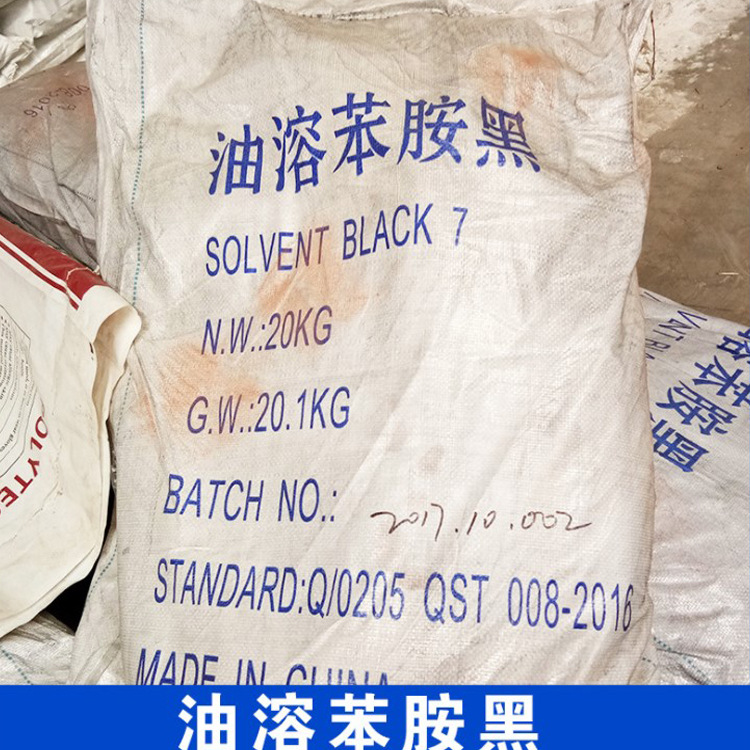 油溶苯胺黑
SOLVENT BLACK 7
N.W.:20KG
G.W.:20.1KG
BATCH NO.: 2017.10.002
STANDARD:Q/0205 QST 008-2016
MADE IN CHINA
油溶苯胺黑